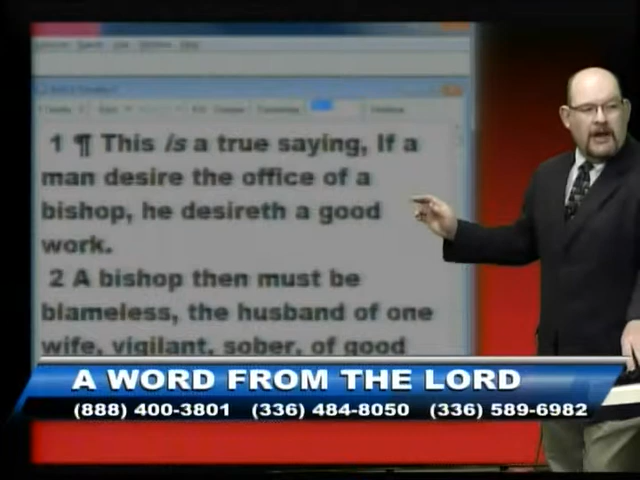 1 ¶ This is a true saying, If a
man desire the office of a
bishop, he desireth a good
work.
2 A bishop then must be
blameless, the husband of one
wife, vigilant, sober, of good
A WORD FROM THE LORD
(888) 400-3801 (336) 484-8050 (336) 589-6982